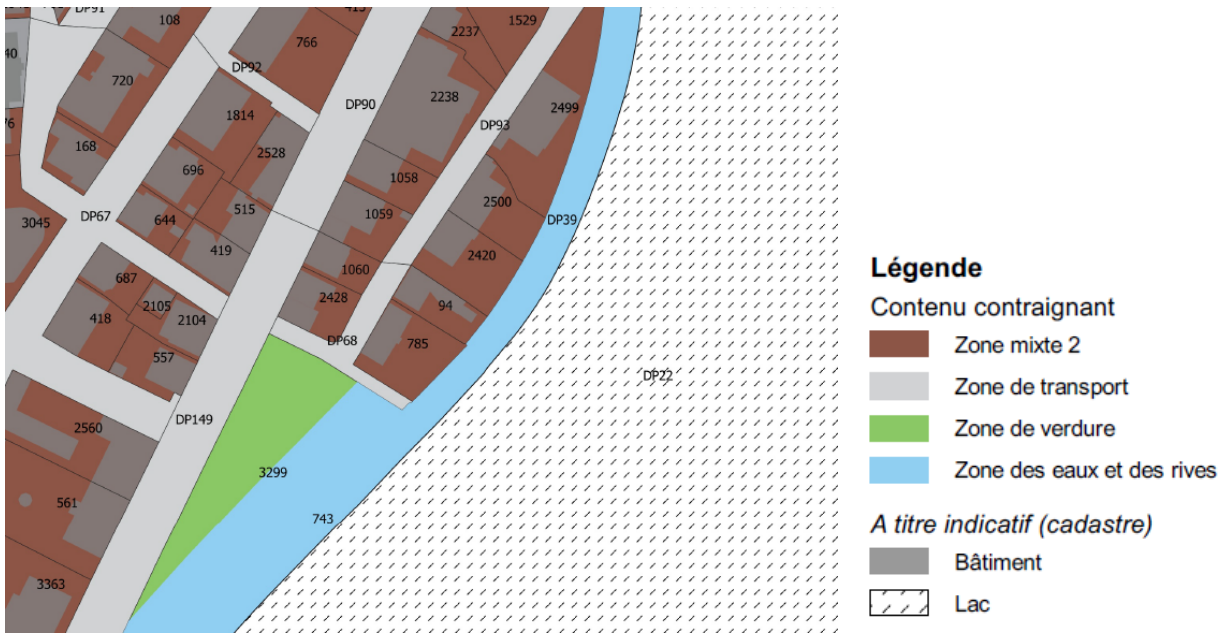 DP91
108
415
1529
2237
766
40
720
DP92
2238
DP90
2499
1814
DP93
76
168
2528
696
1058
2500
515
1059
644
DP67
DP39
3045
419
2420
687
1060
2428
94
2105
418
2104
DP68
785
557
DP22
DP149
2560
3299
561
743
3363
Légende
Contenu contraignant
Zone mixte 2
Zone de transport
Zone de verdure
Zone des eaux et des rives
A titre indicatif (cadastre)
Bâtiment
Lac